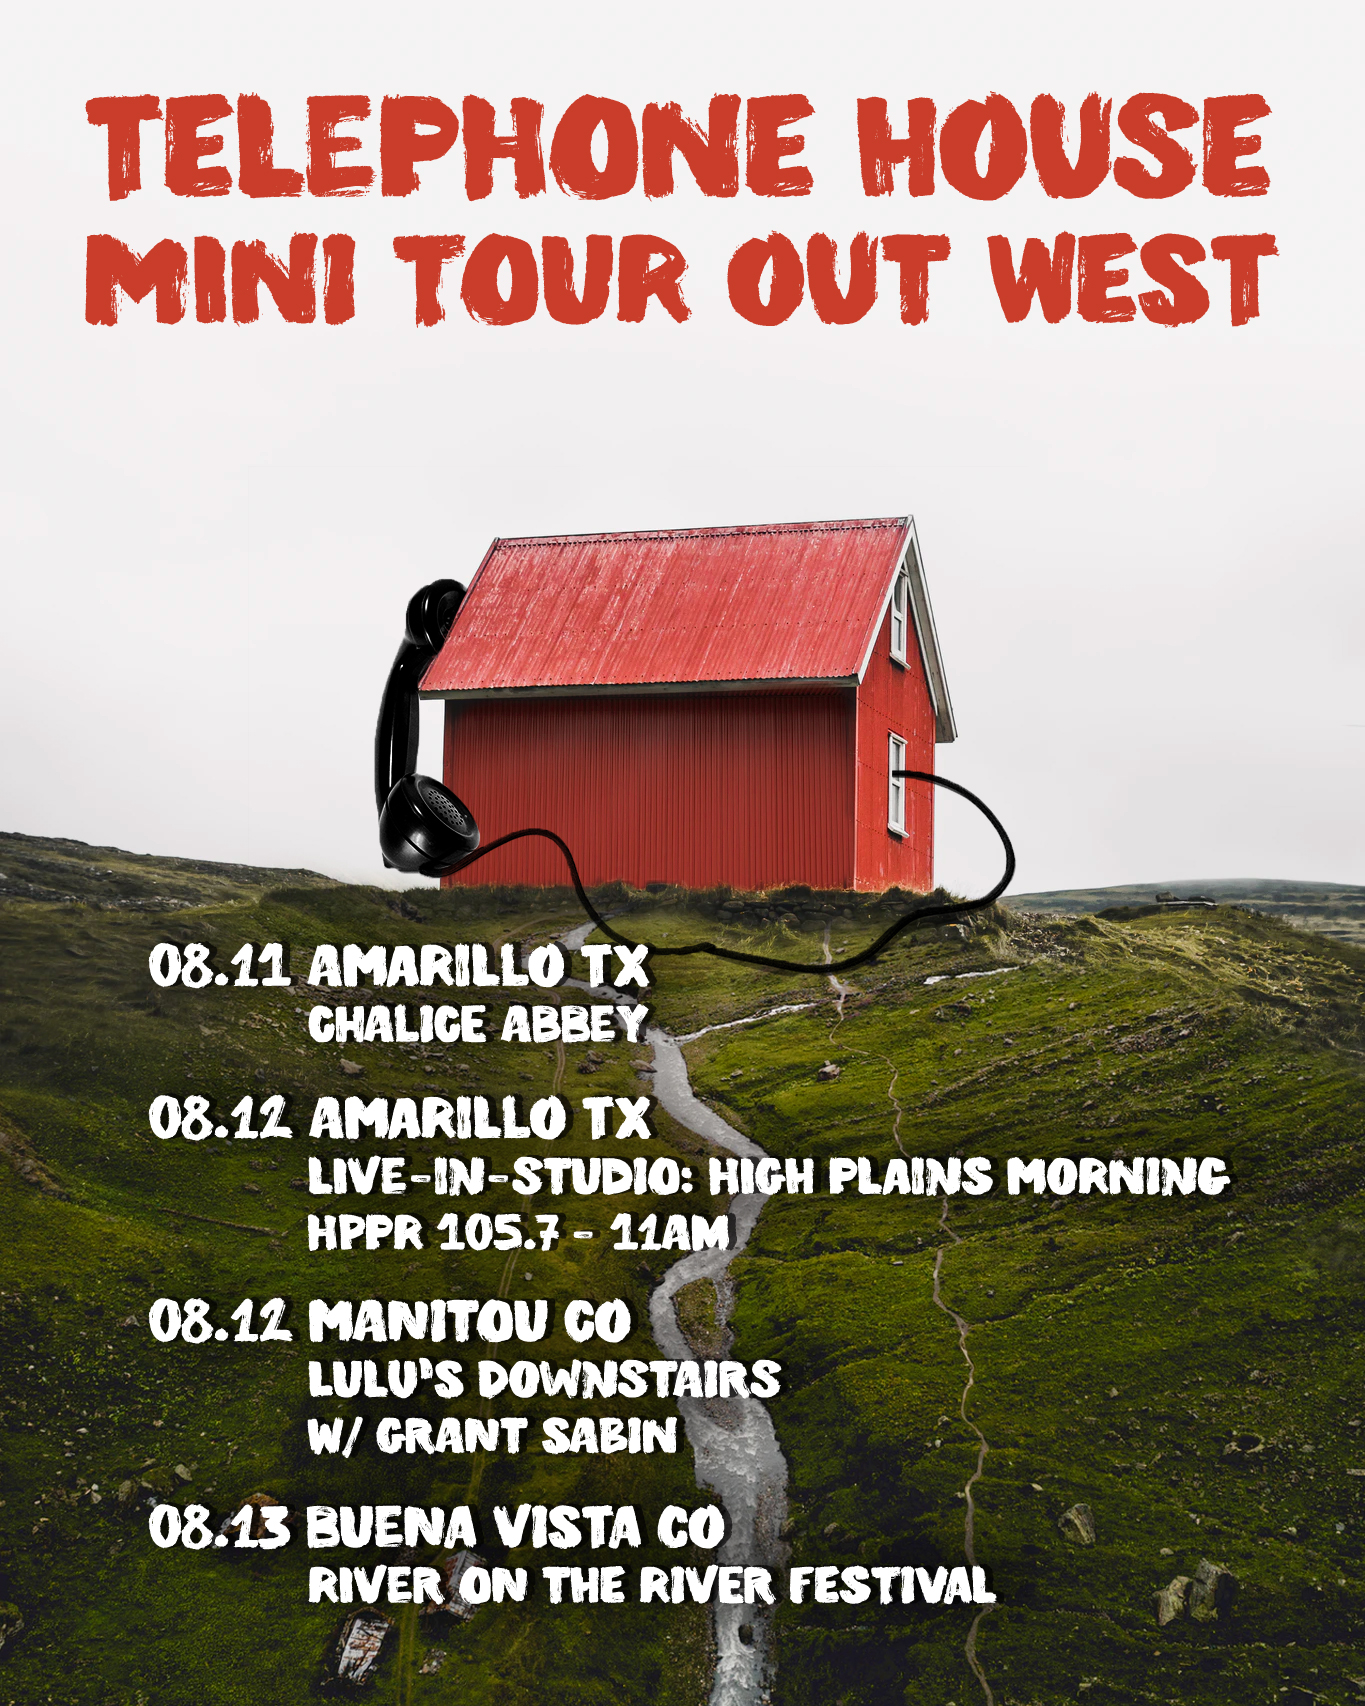 TELEPHONE HOUSE
MINI TOUR OUT WEST
08.11 AMARILLO TX
CHALICE ABBEY
08.12 AMARILLO TX
LIVE-IN-STUDIO: HIGH PLAINS MORNING
HPPR 105.7 - 11AM
08.12 MANITOU CO
LULU'S DOWNSTAIRS
W/ GRANT SABIN
08.13 BUENA VISTA CO
RIVER ON THE RIVER FESTIVAL